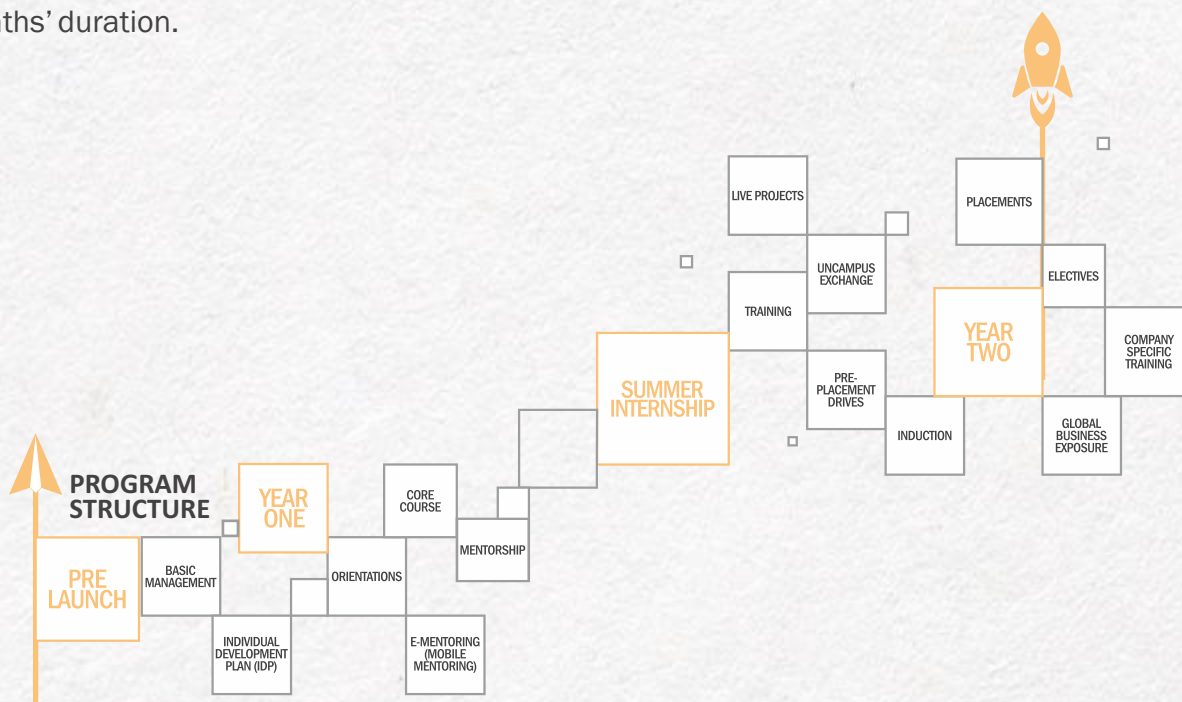 duration.
PROGRAM
STRUCTURE
PRE
LAUNCH
BASIC
MANAGEMENT
INDIVIDUAL
DEVELOPMENT
PLAN (IDP)
YEAR
ONE
ORIENTATIONS
CORE
COURSE
E-MENTORING
(MOBILE
MENTORING)
MENTORSHIP
SUMMER
INTERNSHIP
LIVE PROJECTS
TRAINING
UNCAMPUS
EXCHANGE
PRE-
PLACEMENT
DRIVES
INDUCTION
YEAR
TWO
PLACEMENTS
ELECTIVES
COMPANY
SPECIFIC
TRAINING
GLOBAL
BUSINESS
EXPOSURE